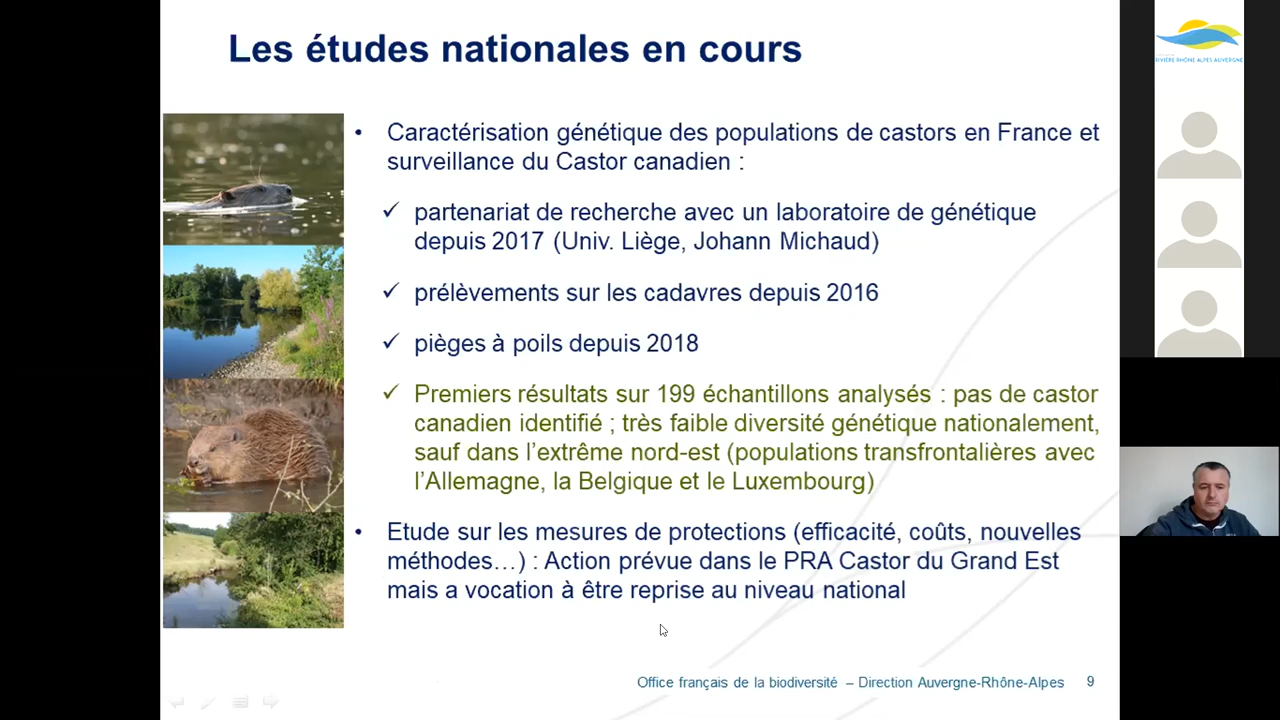 Les études nationales en cours
RIVIÈRE RHÔNE ALPES AUVERGNE
• Caractérisation génétique des populations de castors en France et
surveillance du Castor canadien :
✓ partenariat de recherche avec un laboratoire de génétique
depuis 2017 (Univ. Liège, Johann Michaud)
✓ prélèvements sur les cadavres depuis 2016
✓ pièges à poils depuis 2018
✓ Premiers résultats sur 199 échantillons analysés : pas de castor
canadien identifié ; très faible diversité génétique nationalement,
sauf dans l'extrême nord-est (populations transfrontalières avec
l'Allemagne, la Belgique et le Luxembourg)
• Etude sur les mesures de protections (efficacité, coûts, nouvelles
méthodes…) : Action prévue dans le PRA Castor du Grand Est
mais a vocation à être reprise au niveau national
Office français de la biodiversité – Direction Auvergne-Rhône-Alpes 9